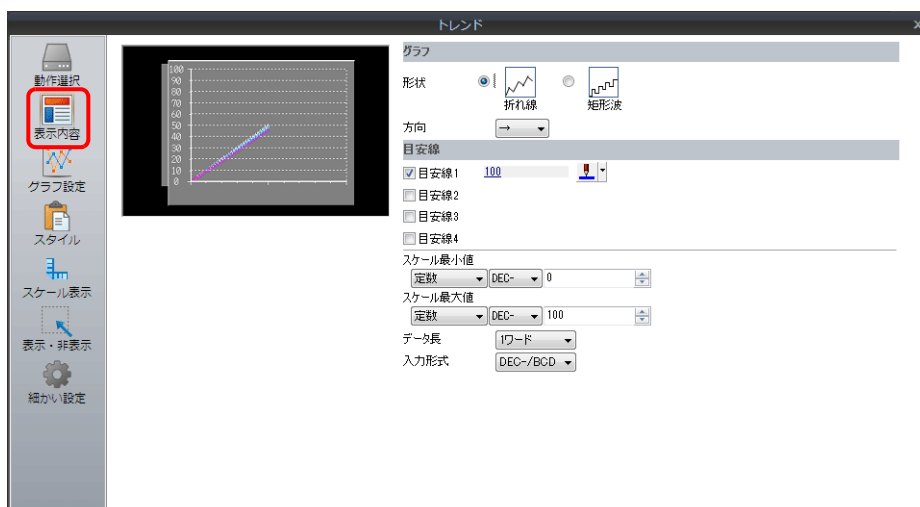 トレンド
動作選択
表示内容
グラフ設定
スタイル
スケール表示
表示・非表示
細かい設定
100
90
80
70
60
50
40
30
20
10
0
グラフ
形状
折れ線
矩形波
方向 →
目安線
目安線1 100
目安線2
目安線3
目安線4
スケール最小値
定数 DEC- 0
スケール最大値
定数 DEC- 100
データ長 1ワード
入力形式 DEC-/BCD